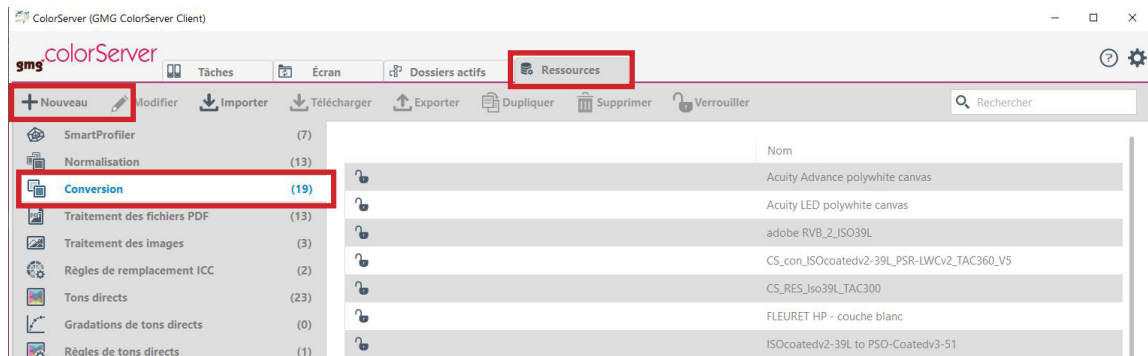 ColorServer (GMG ColorServer Client)
gmg colorServer
Tâches Écran Dossiers actifs Ressources
Nouveau Modifier Importer Télécharger Exporter Dupliquer Supprimer Verrouiller Rechercher
SmartProfiler (7)
Nom
Normalisation (13)
Acuity Advance polywhite canvas
Conversion (19)
Acuity LED polywhite canvas
Traitement des fichiers PDF (13)
adobe RVB_2_ISO39L
Traitement des images (3)
CS_con_ISOcoatedv2-39L_PSR-LWCv2_TAC360_V5
Règles de remplacement ICC (2)
CS_RES_Iso39L_TAC300
Tons directs (23)
FLEURET HP - couche blanc
Gradations de tons directs (0)
ISOcoatedv2-39L to PSO-Coatedv3-51
Règles de tons directs (1)